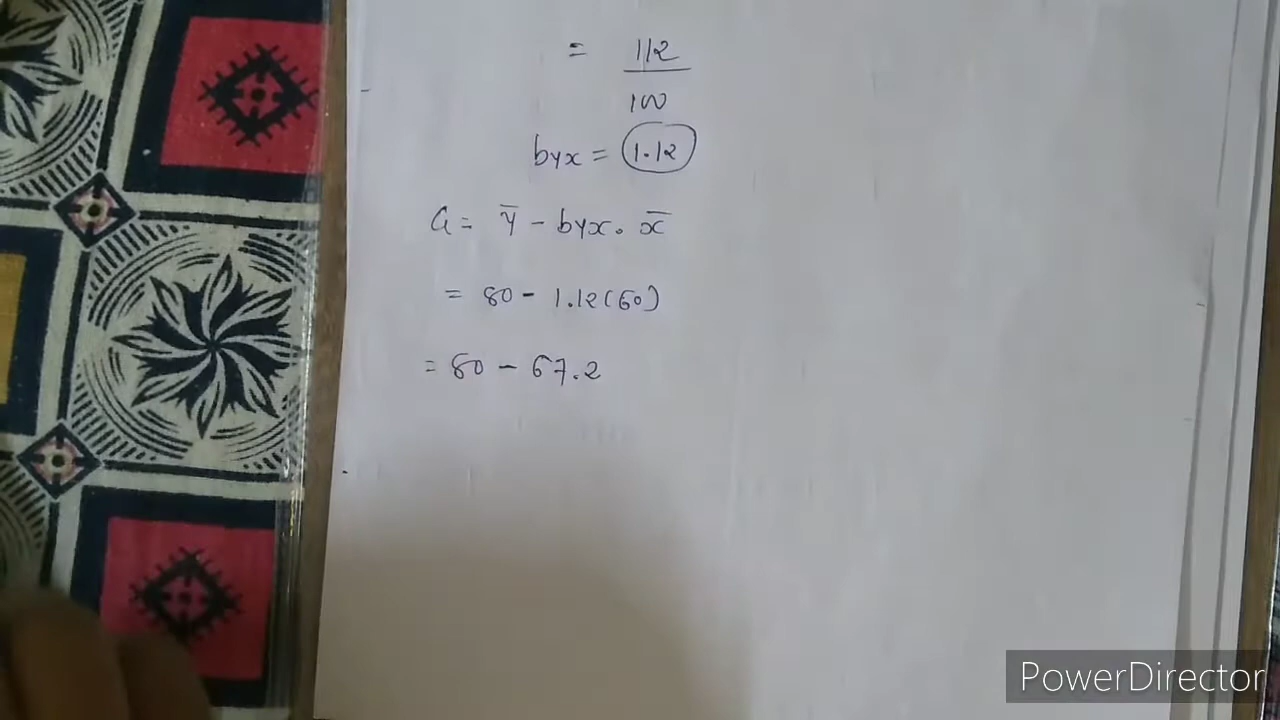 = 112
100
byx = 1.12
a = ȳ - byx. x̄
= 80 - 1.12(60)
= 80 - 67.2
PowerDirector